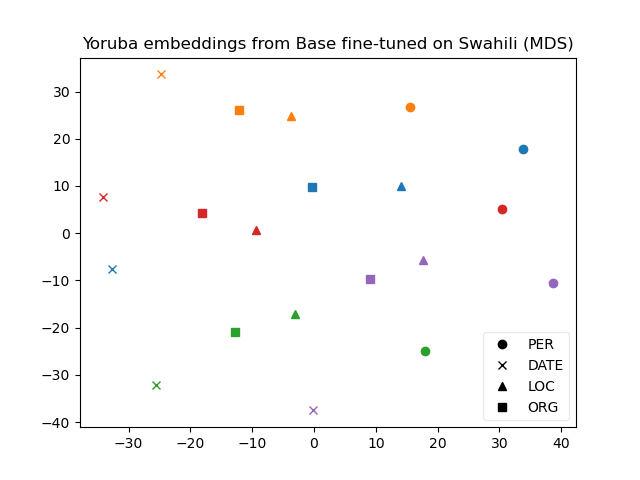 Yoruba embeddings from Base fine-tuned on Swahili (MDS)
30
20
10
0
−10
−20
−30
−40
PER
DATE
LOC
ORG
−30 −20 −10 0 10 20 30 40